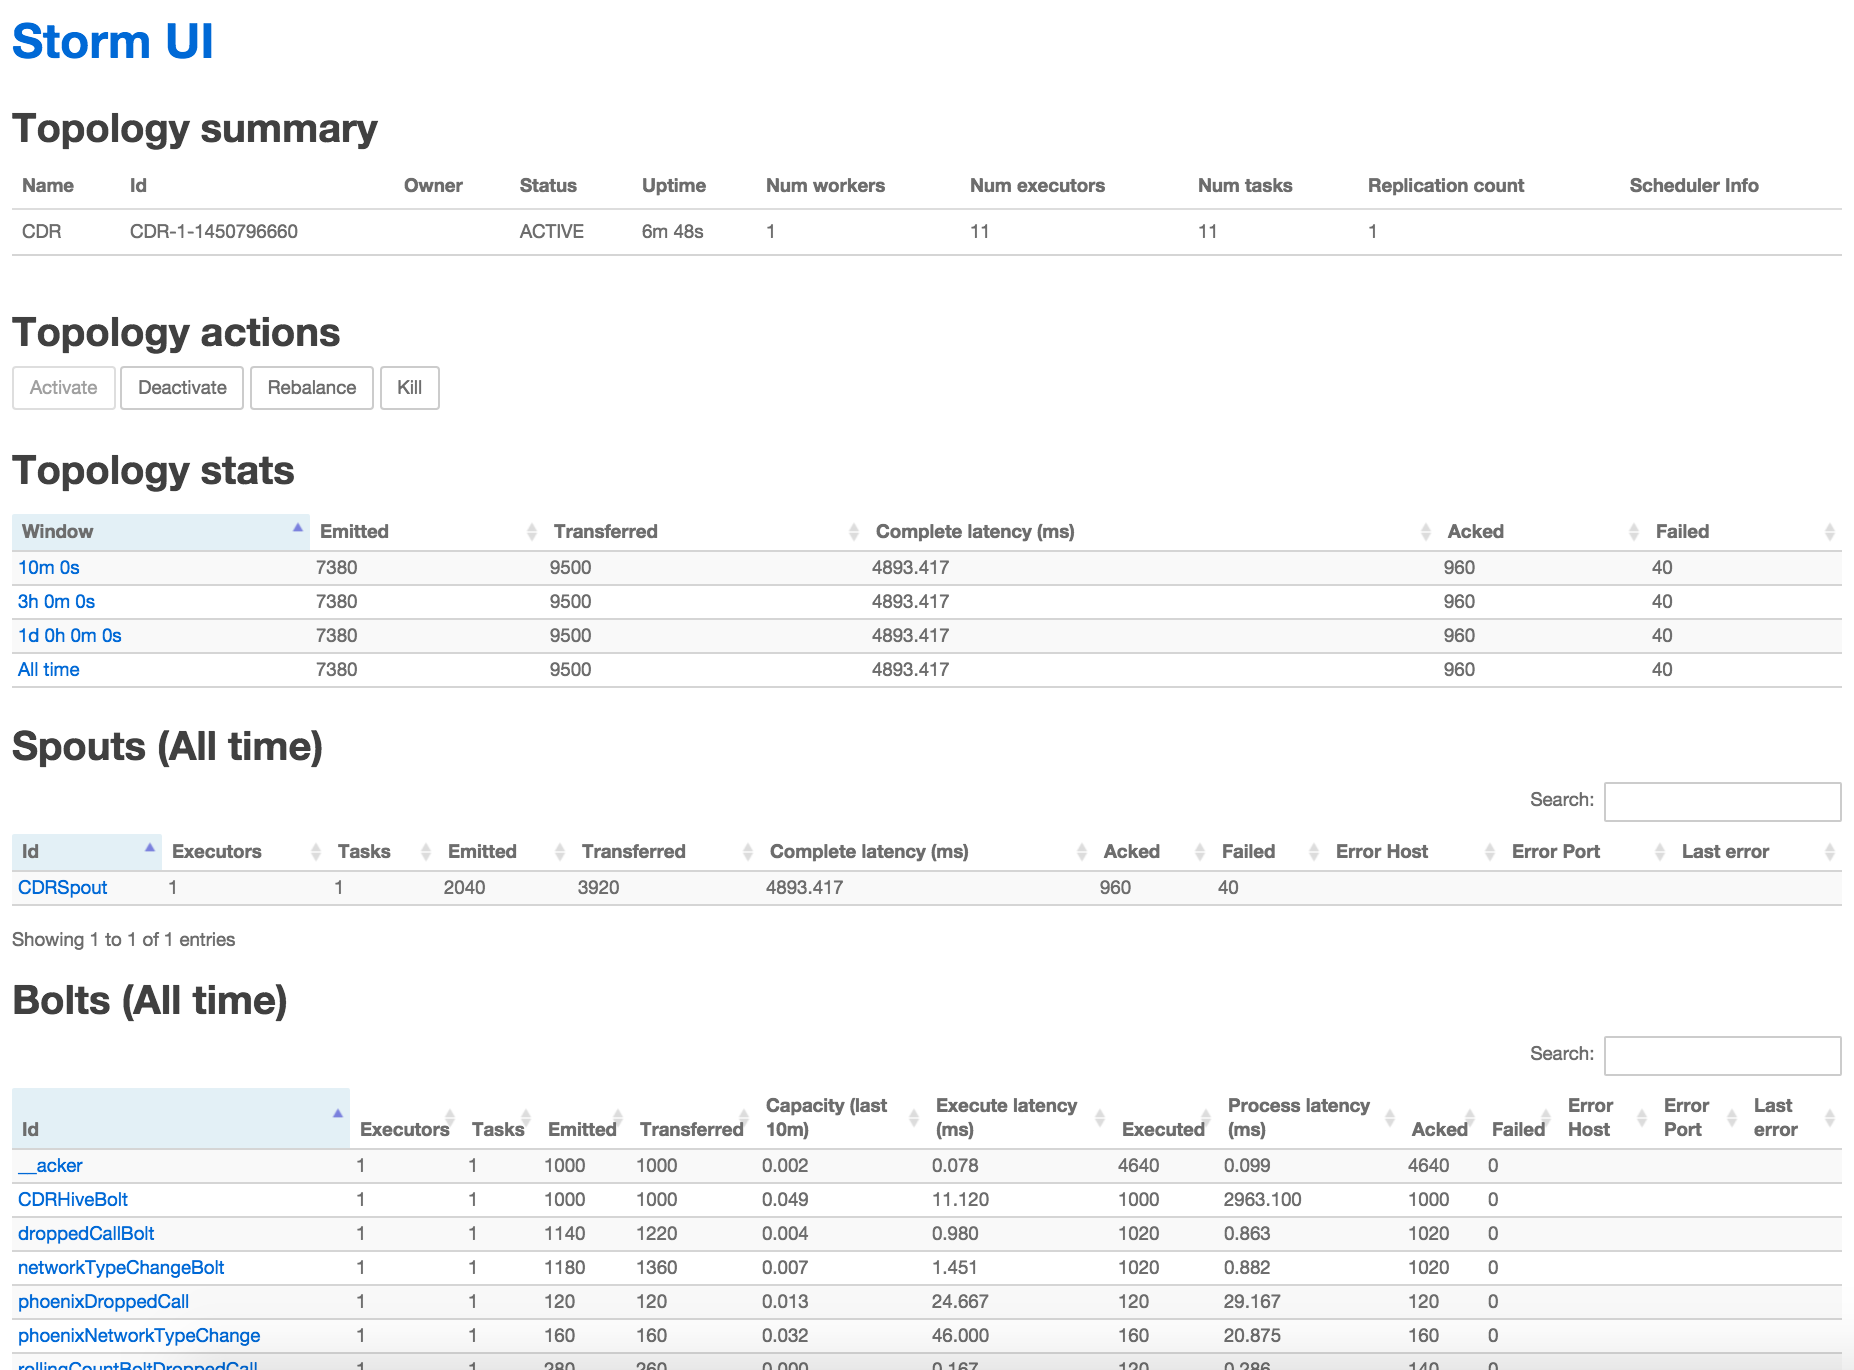 Storm UI
Topology summary
Name Id Owner Status Uptime Num workers Num executors Num tasks Replication count Scheduler Info
CDR CDR-1-1450796660 ACTIVE 6m 48s 1 11 11 1
Topology actions
Activate Deactivate Rebalance Kill
Topology stats
Window Emitted Transferred Complete latency (ms) Acked Failed
10m 0s 7380 9500 4893.417 960 40
3h 0m 0s 7380 9500 4893.417 960 40
1d 0h 0m 0s 7380 9500 4893.417 960 40
All time 7380 9500 4893.417 960 40
Spouts (All time)
Search:
Id Executors Tasks Emitted Transferred Complete latency (ms) Acked Failed Error Host Error Port Last error
CDRSpout 1 1 2040 3920 4893.417 960 40
Showing 1 to 1 of 1 entries
Bolts (All time)
Search:
Capacity (last Execute latency Process latency Error Error Last
Id Executors Tasks Emitted Transferred 10m) (ms) Executed (ms) Acked Failed Host Port error
__acker 1 1 1000 1000 0.002 0.078 4640 0.099 4640 0
CDRHiveBolt 1 1 1000 1000 0.049 11.120 1000 2963.100 1000 0
droppedCallBolt 1 1 1140 1220 0.004 0.980 1020 0.863 1020 0
networkTypeChangeBolt 1 1 1180 1360 0.007 1.451 1020 0.882 1020 0
phoenixDroppedCall 1 1 120 120 0.013 24.667 120 29.167 120 0
phoenixNetworkTypeChange 1 1 160 160 0.032 46.000 160 20.875 160 0
rollingCountBoltDroppedCall 1 1 280 260 0.000 0.167 120 0.286 140 0